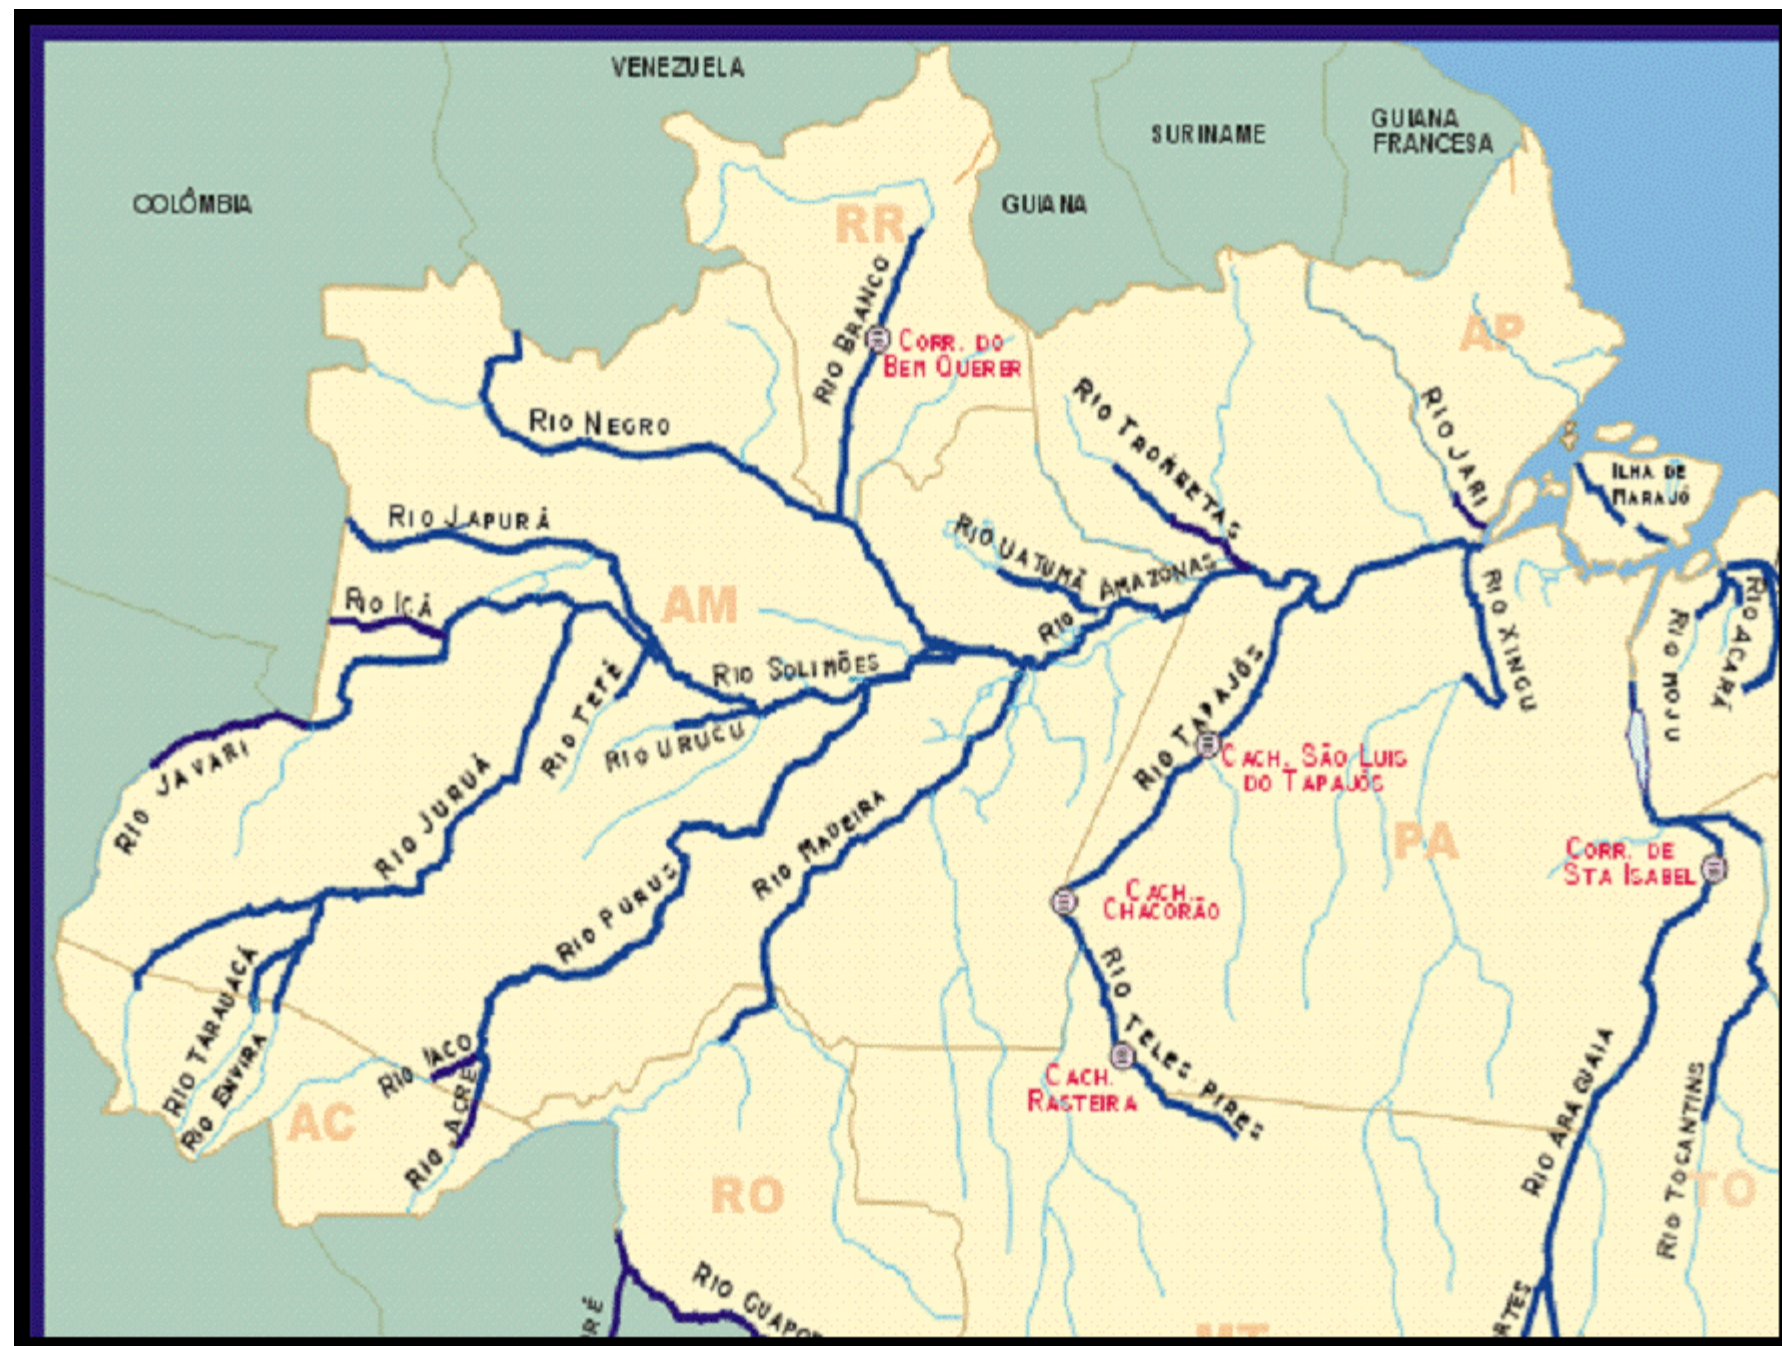 VENEZUELA
GUIANA
FRANCESA
SURINAME
COLÔMBIA
GUIANA
RR
RIO BRANCO
CORR. DO
BEM QUERER
AP
RIO NEGRO
RIO TROMBETAS
RIO JARI
ILHA DE
MARAJÓ
RIO JAPURÁ
RIO UATUMÃ
RIO AMAZONAS
RIO IÇÁ
AM
RIO XINGU
RIO MOJU
RIO ACARÁ
RIO SOLIMÕES
RIO TEFÉ
RIO URUCU
RIO TAPAJÓS
RIO JAVARI
RIO JURUÁ
CACH. SÃO LUIS
DO TAPAJÓS
RIO MADEIRA
PA
CORR. DE
STA ISABEL
RIO PURUS
CACH.
CHACORÃO
RIO TARAUACÁ
RIO ENVIRA
RIO IACO
RIO ACRE
AC
RIO TELES PIRES
CACH.
RASTEIRA
RIO ARAGUAIA
RIO TOCANTINS
TO
RO
RIO GUAPO
RÉ
RTES
MT